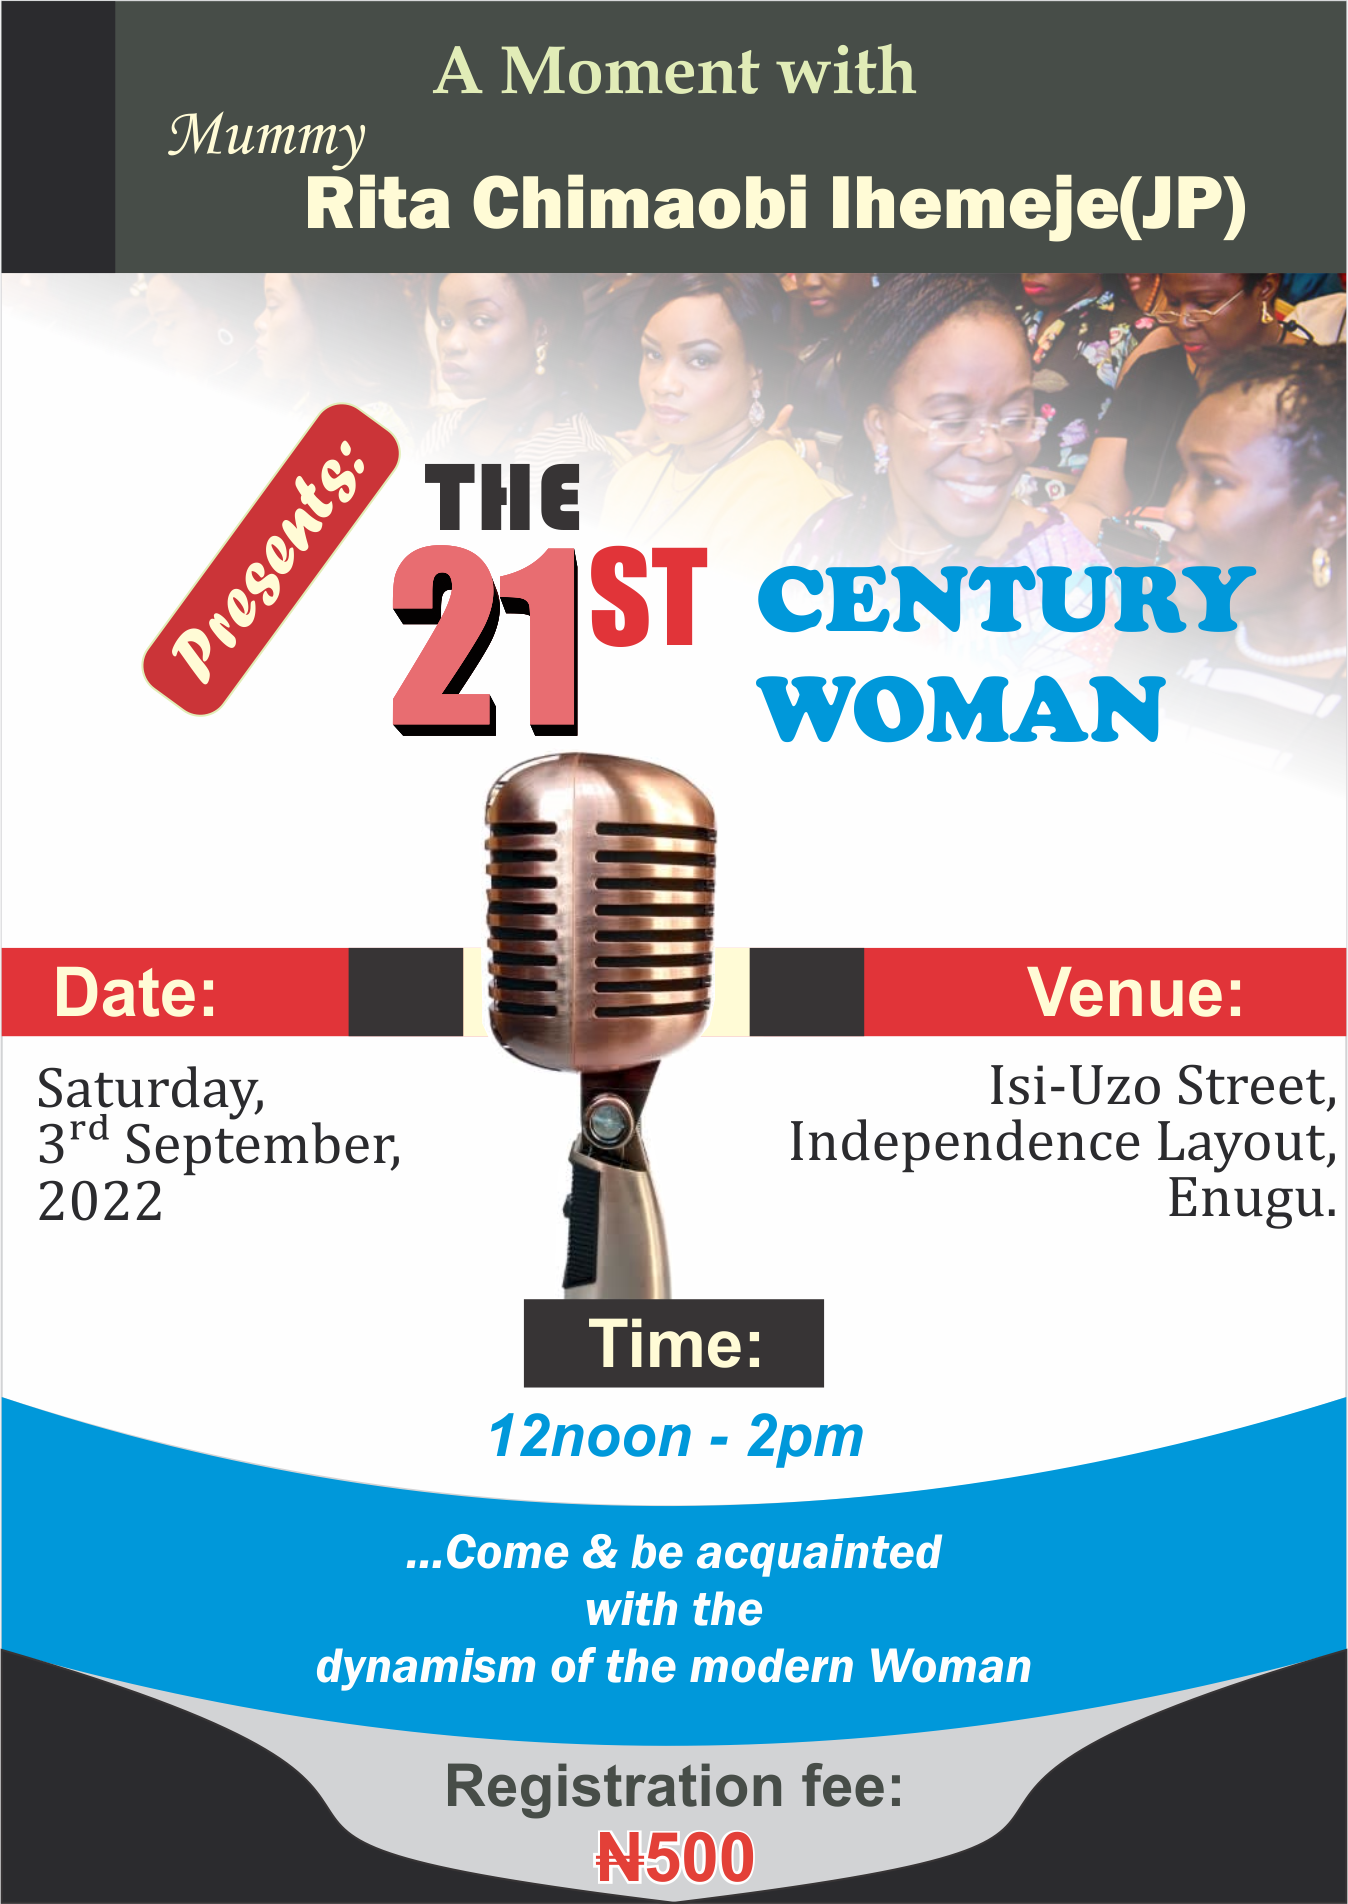 A Moment with
Mummy
Rita Chimaobi Ihemeje(JP)
Presents:
THE
21ST
CENTURY
WOMAN
Date:
Saturday,
3rd September,
2022
Venue:
Isi-Uzo Street,
Independence Layout,
Enugu.
Time:
12noon - 2pm
...Come & be acquainted
with the
dynamism of the modern Woman
Registration fee:
₦500